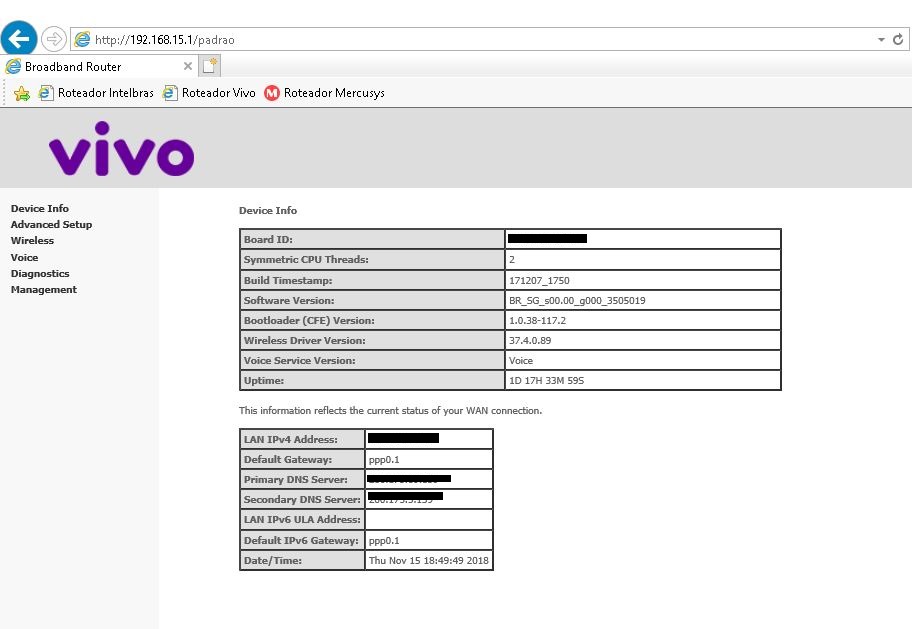 http://192.168.15.1/padrao
Broadband Router
Roteador Intelbras Roteador Vivo M Roteador Mercusys
vivo
Device Info
Advanced Setup
Wireless
Voice
Diagnostics
Management
Device Info
Board ID:
Symmetric CPU Threads: 2
Build Timestamp: 171207_1750
Software Version: BR_SG_s00.00_g000_3505019
Bootloader (CFE) Version: 1.0.38-117.2
Wireless Driver Version: 37.4.0.89
Voice Service Version: Voice
Uptime: 1D 17H 33M 59S
This information reflects the current status of your WAN connection.
LAN IPv4 Address:
Default Gateway: ppp0.1
Primary DNS Server:
Secondary DNS Server:
LAN IPv6 ULA Address:
Default IPv6 Gateway: ppp0.1
Date/Time: Thu Nov 15 18:49:49 2018